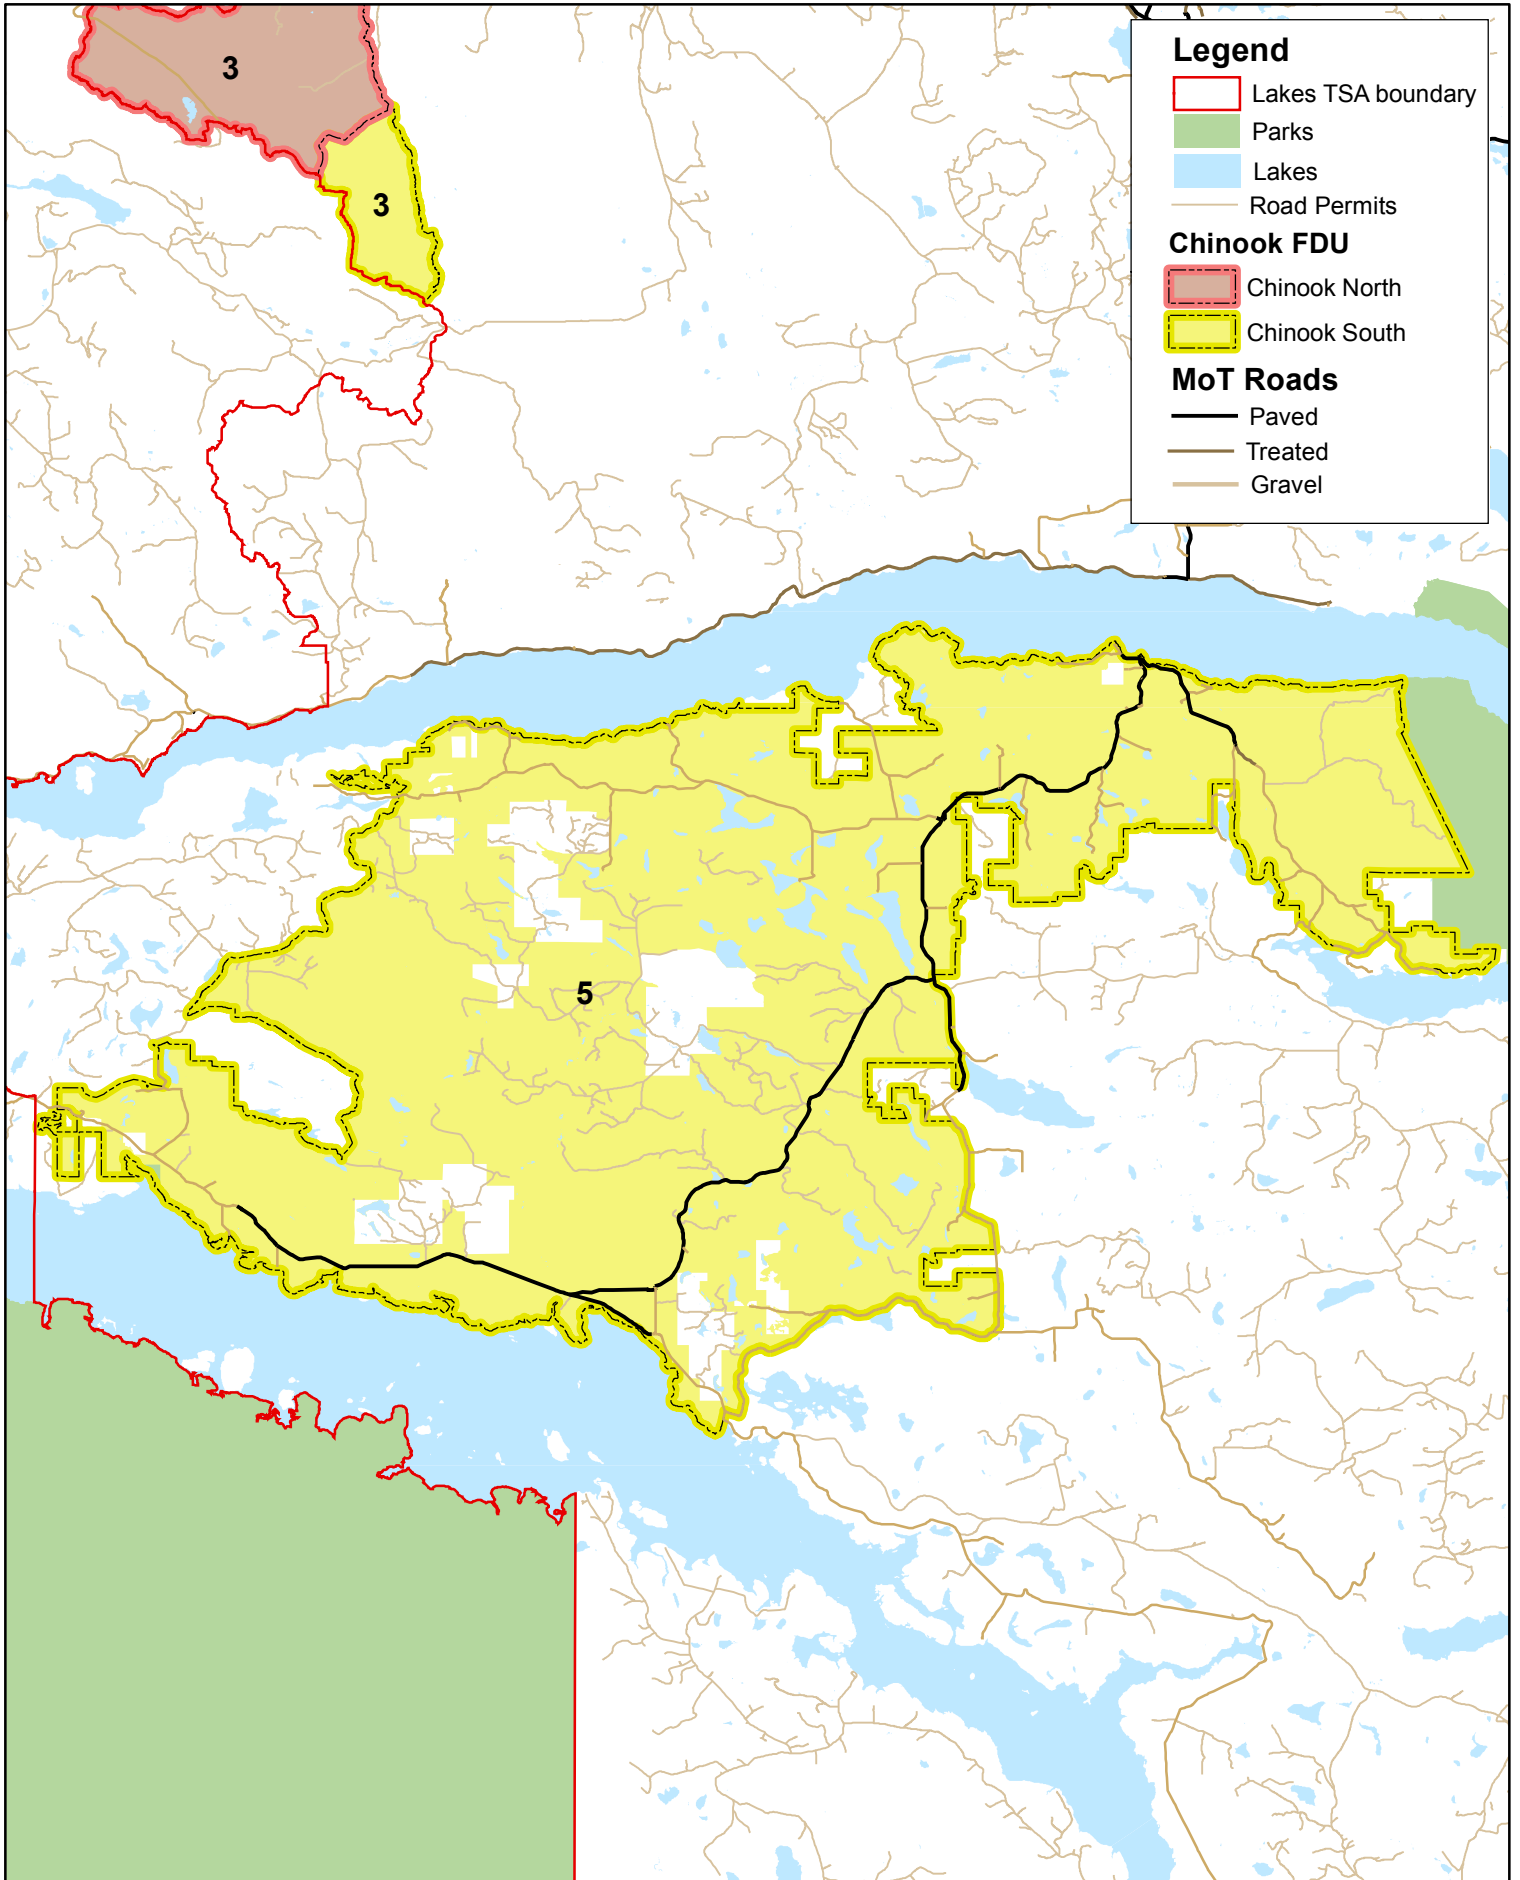 3
3
5
Legend
Lakes TSA boundary
Parks
Lakes
Road Permits
Chinook FDU
Chinook North
Chinook South
MoT Roads
Paved
Treated
Gravel